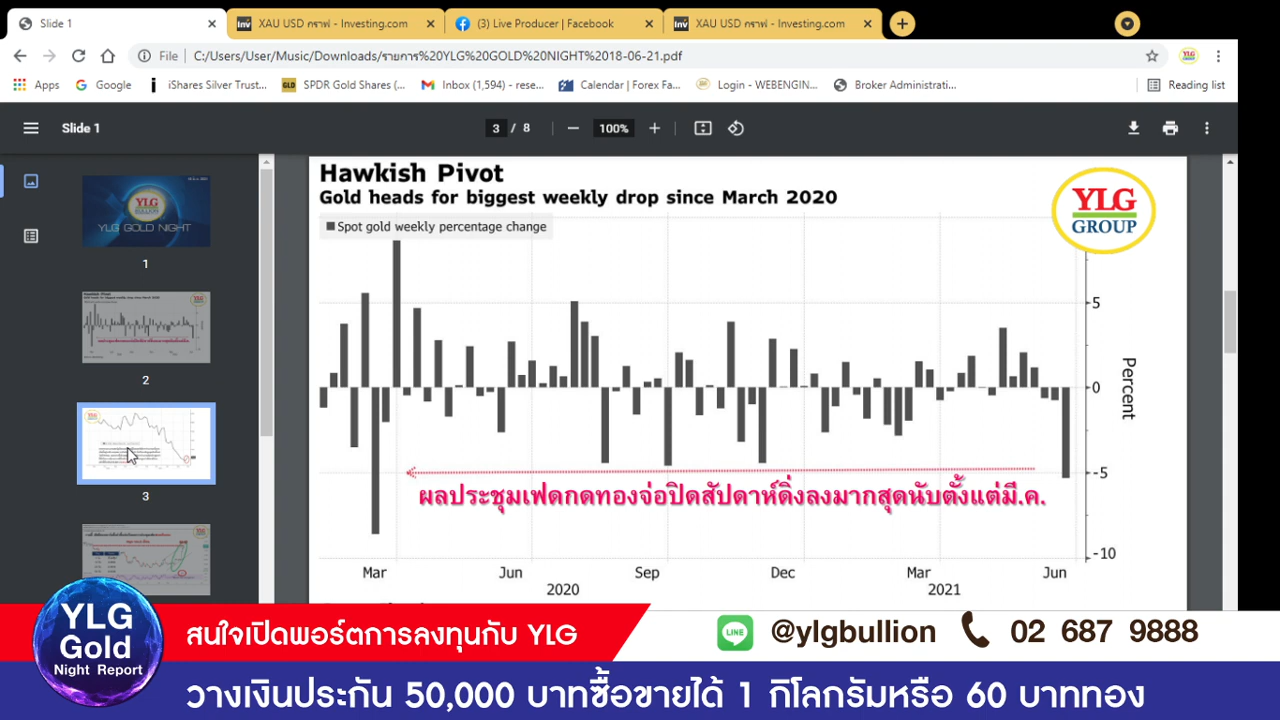 Slide 1
XAU USD กราฟ - Investing.com
(3) Live Producer | Facebook
XAU USD กราฟ - Investing.com
File
C:/Users/User/Music/Downloads/รายการ%20YLG%20GOLD%20NIGHT%2018-06-21.pdf
Apps
Google
iShares Silver Trust...
SPDR Gold Shares (...
Inbox (1,594) - rese...
Calendar | Forex Fa...
Login - WEBENGIN...
Broker Administrati...
Reading list
Slide 1
3 / 8
100%
YLG
YLG GOLD NIGHT
1
2
3
Hawkish Pivot
Gold heads for biggest weekly drop since March 2020
Spot gold weekly percentage change
YLG
GROUP
5
0
-5
-10
Percent
ผลประชุมเฟดกดทองจ่อปิดสัปดาห์ดิ่งลงมากสุดนับตั้งแต่มี.ค.
Mar Jun Sep Dec Mar Jun
2020 2021
YLG
Gold
Night Report
สนใจเปิดพอร์ตการลงทุนกับ YLG
LINE
@ylgbullion
02 687 9888
วางเงินประกัน 50,000 บาทซื้อขายได้ 1 กิโลกรัมหรือ 60 บาททอง